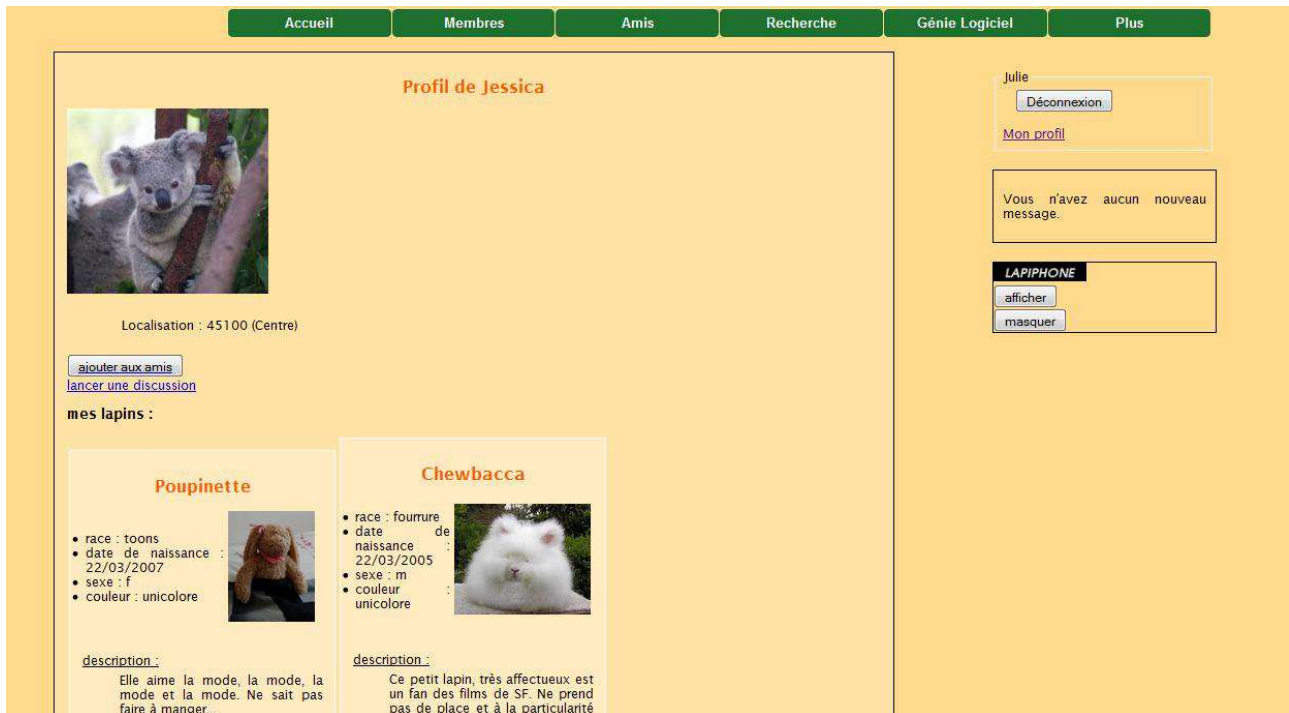 Accueil Membres Amis Recherche Génie Logiciel Plus
Profil de Jessica
Localisation : 45100 (Centre)
ajouter aux amis
lancer une discussion
mes lapins :
Poupinette
• race : toons
• date de naissance :
22/03/2007
• sexe : f
• couleur : unicolore
description :
Elle aime la mode, la mode, la
mode et la mode. Ne sait pas
faire à manger...
Chewbacca
• race : fourrure
• date de
naissance :
22/03/2005
• sexe : m
• couleur :
unicolore
description :
Ce petit lapin, très affectueux est
un fan des films de SF. Ne prend
pas de place et à la particularité
Julie
Déconnexion
Mon profil
Vous n'avez aucun nouveau
message.
LAPIPHONE
afficher
masquer